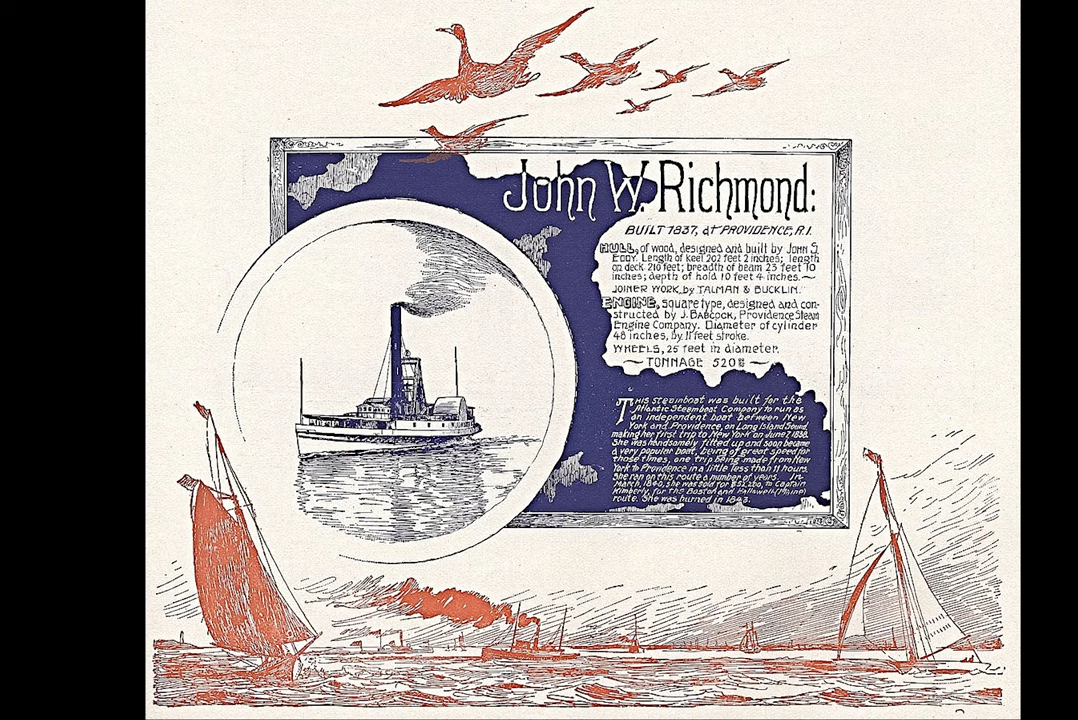 John W. Richmond:
BUILT 1837, at PROVIDENCE, R.I.
HULL, of wood, designed and built by JOHN S.
EDDY. Length of keel 202 feet 2 inches; length
on deck 210 feet; breadth of beam 23 feet 10
inches; depth of hold 10 feet 4 inches.
JOINER WORK, by TALMAN & BUCKLIN.
ENGINE, square type, designed and con-
structed by J. BABCOCK, Providence Steam
Engine Company. Diameter of cylinder
48 inches, by 11 feet stroke.
WHEELS, 25 feet in diameter.
TONNAGE 520
THIS steamboat was built for the
Atlantic Steamboat Company to run as
an independent boat between New
York and Providence, on Long Island Sound,
making her first trip to New York on June 7, 1838.
She was handsomely fitted up and soon became
a very popular boat, being of great speed for
those times, one trip being made from New
York to Providence in a little less than 11 hours.
She ran on this route a number of years. In
March, 1840, she was sold for to Captain
Kimberly, for the Boston and Hallowell (Maine)
route. She was burned in 1843.